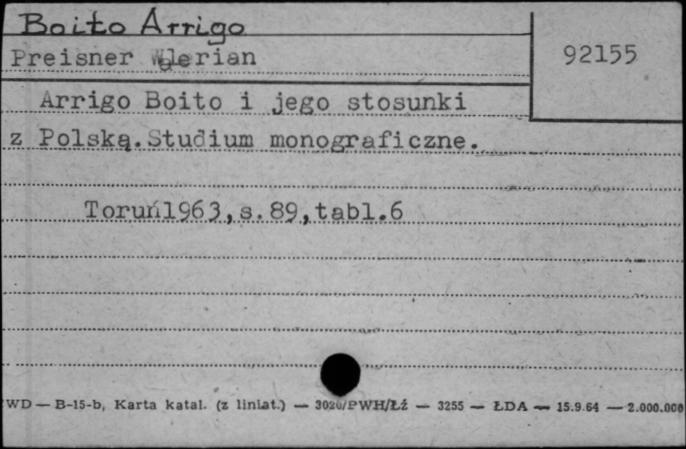 Boito Arrigo
Preisner Walerian
92155
Arrigo Boito i jego stosunki
z Polską.Studium monograficzne.
Toruń1963,s.89,tabl.6
WD — B-15-b, Karta katal. (z liniat.) — 3020/PWH/Łź — 3255 — ŁDA — 15.9.64 — 2.000.000